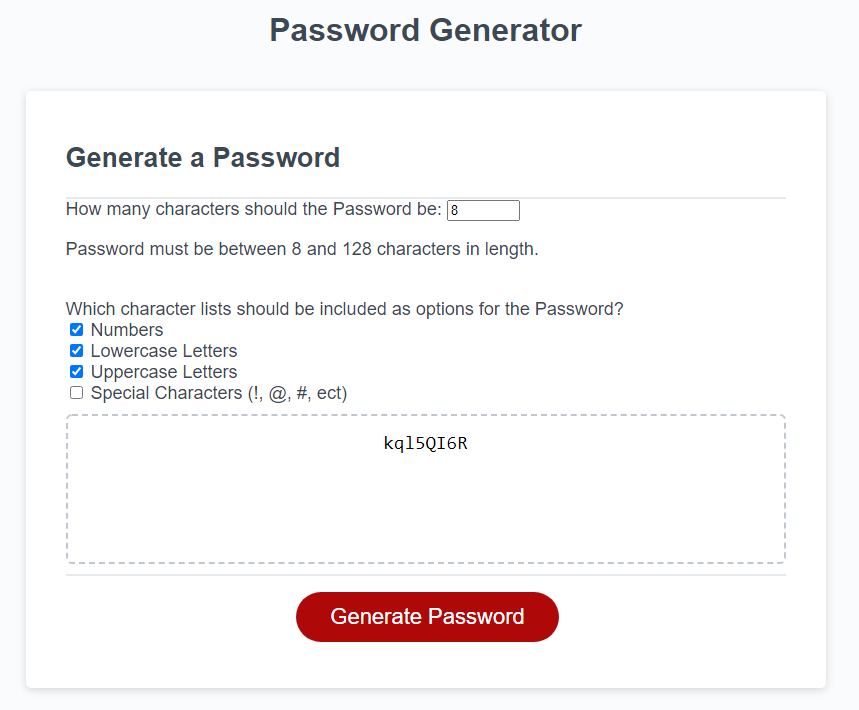 Password Generator
Generate a Password
How many characters should the Password be: 8
Password must be between 8 and 128 characters in length.
Which character lists should be included as options for the Password?
Numbers
Lowercase Letters
Uppercase Letters
Special Characters (!, @, #, ect)
kql5QI6R
Generate Password